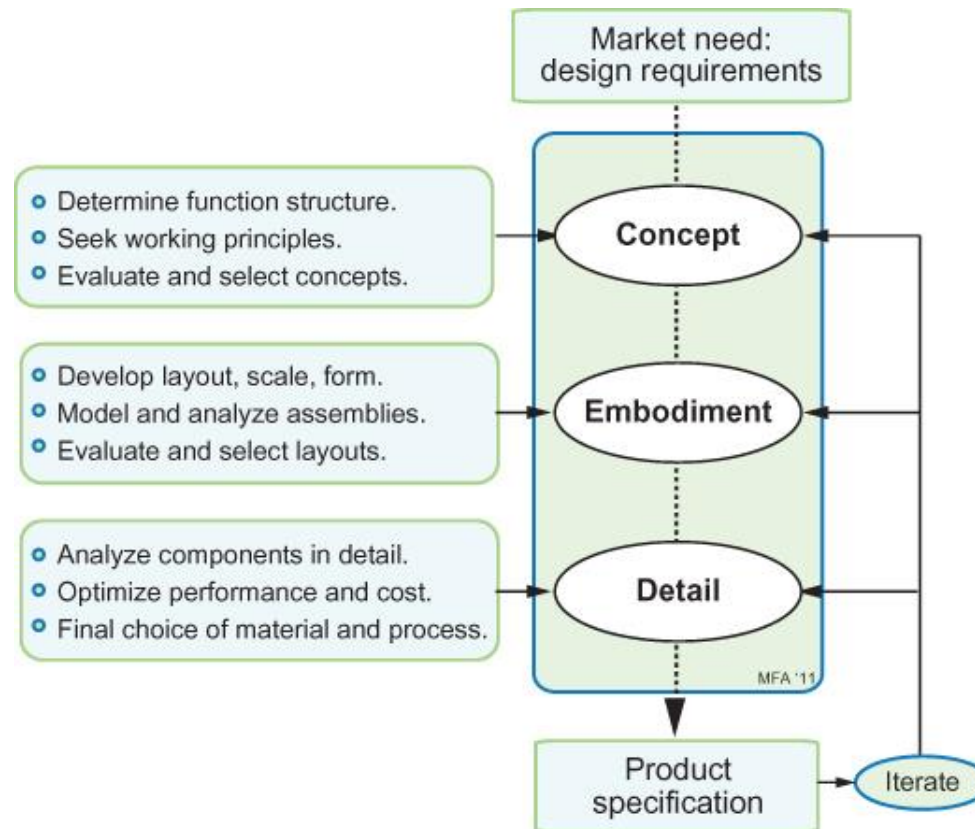 Market need:
design requirements
Determine function structure.
Seek working principles.
Evaluate and select concepts.
Concept
Develop layout, scale, form.
Model and analyze assemblies.
Evaluate and select layouts.
Embodiment
Analyze components in detail.
Optimize performance and cost.
Final choice of material and process.
Detail
MFA '11
Product
specification
Iterate